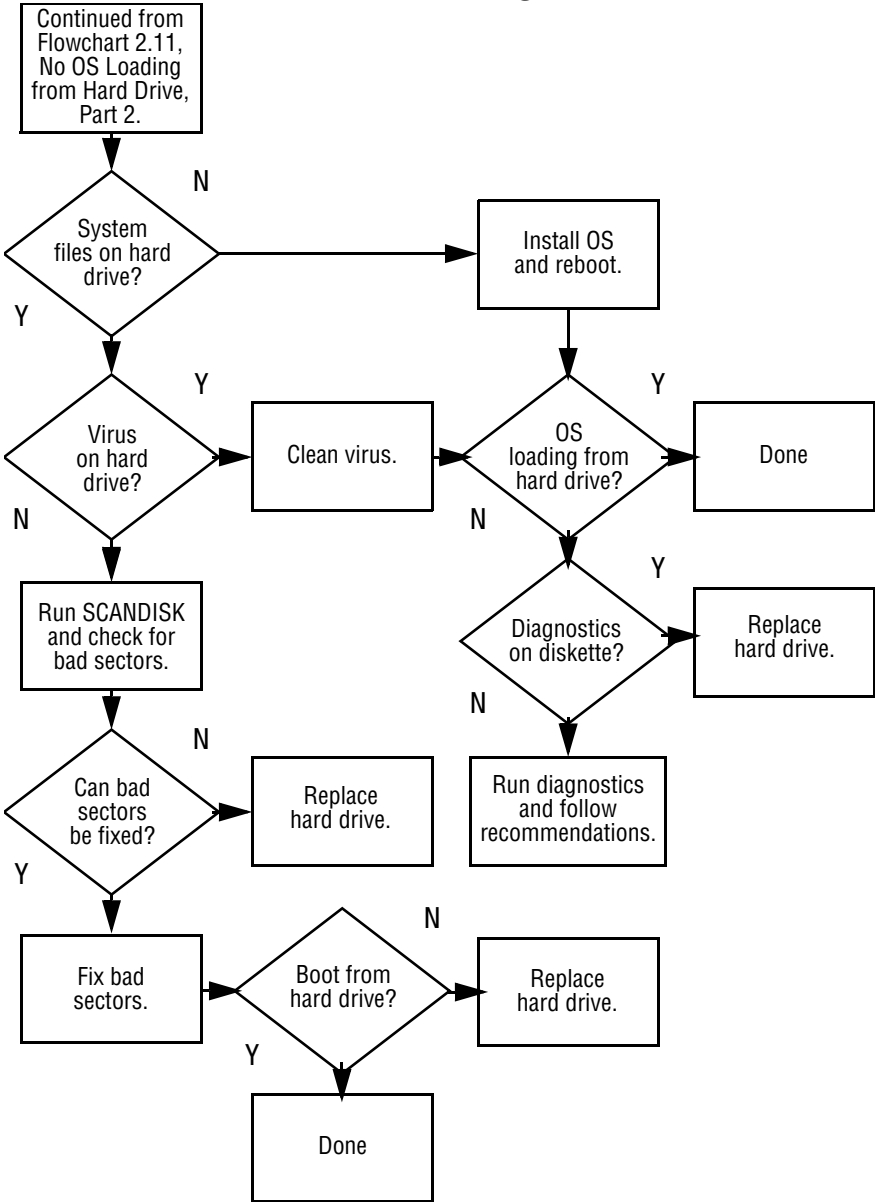 Continued from
Flowchart 2.11,
No OS Loading
from Hard Drive,
Part 2.
N
System
files on hard
drive?
Install OS
and reboot.
Y
Y
Virus
on hard
drive?
Clean virus.
Y
OS
loading from
hard drive?
Done
N
N
Run SCANDISK
and check for
bad sectors.
Y
Diagnostics
on diskette?
Replace
hard drive.
N
N
Can bad
sectors
be fixed?
Replace
hard drive.
Run diagnostics
and follow
recommendations.
Y
Fix bad
sectors.
N
Boot from
hard drive?
Replace
hard drive.
Y
Done